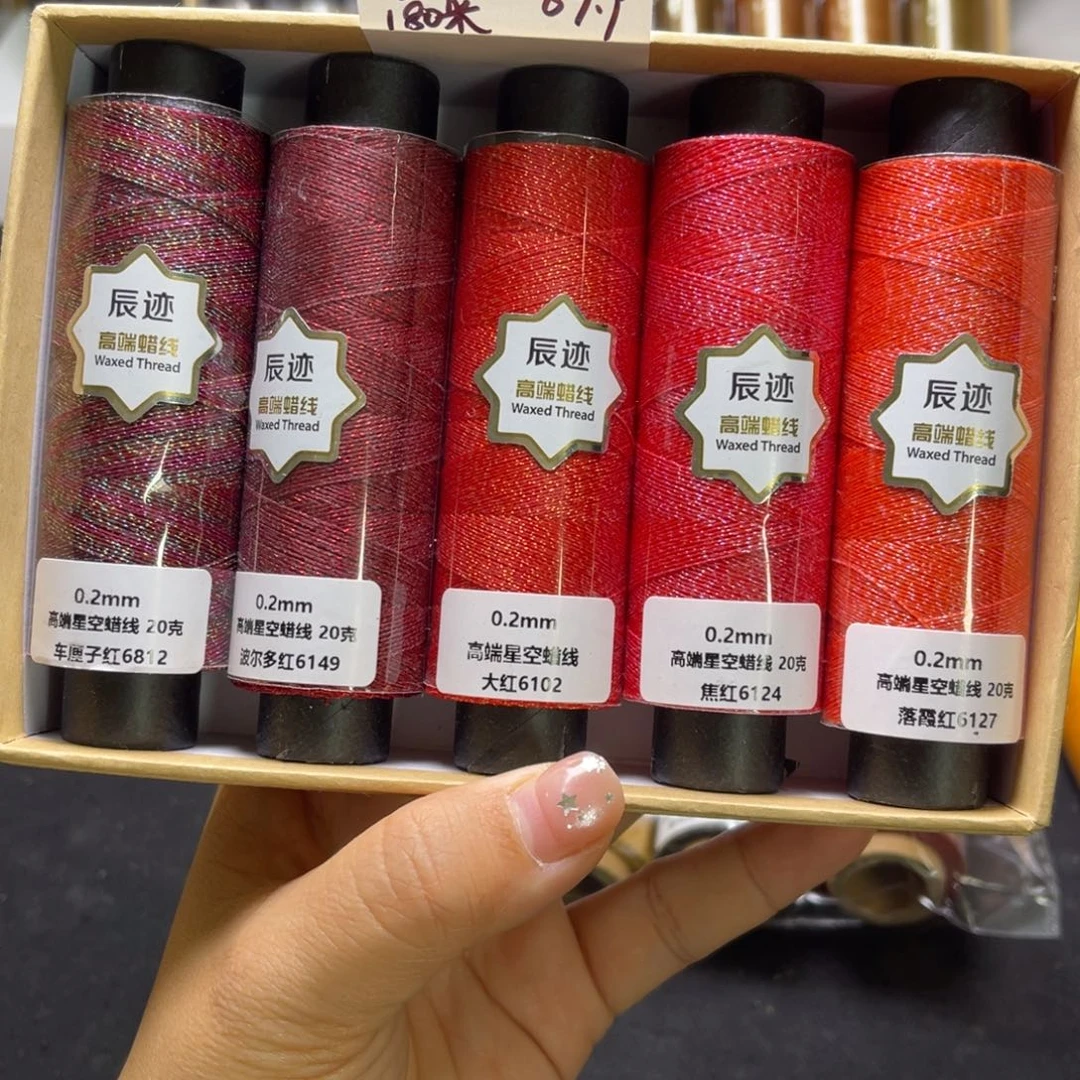 180米
辰迹
高端蜡线
Waxed Thread
0.2mm
高端星空蜡线 20克
车厘子红6812
辰迹
高端蜡线
Waxed Thread
0.2mm
高端星空蜡线 20克
波尔多红6149
辰迹
高端蜡线
Waxed Thread
0.2mm
高端星空蜡线
大红6102
辰迹
高端蜡线
Waxed Thread
0.2mm
高端星空蜡线 20克
焦红6124
辰迹
高端蜡线
Waxed Thread
0.2mm
高端星空蜡线 20克
落霞红6127